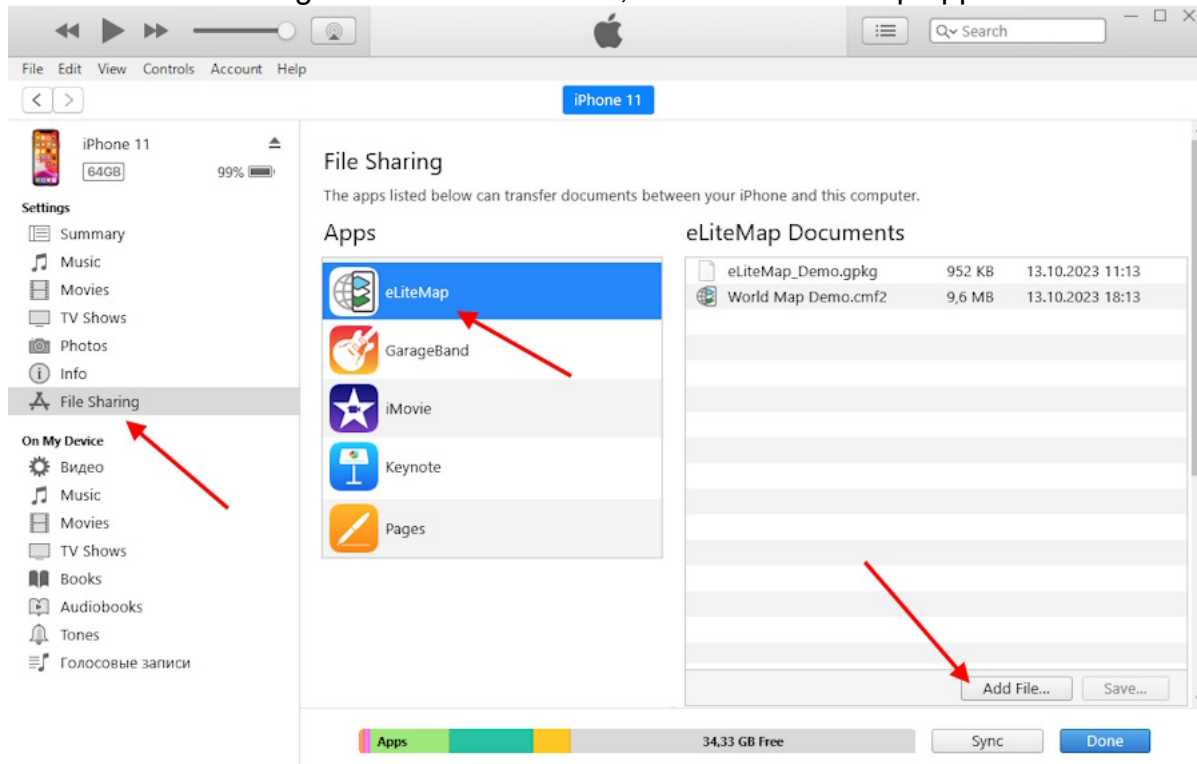 Search
File Edit View Controls Account Help
iPhone 11
iPhone 11
64GB 99%
Settings
Summary
Music
Movies
TV Shows
Photos
Info
File Sharing
On My Device
Видео
Music
Movies
TV Shows
Books
Audiobooks
Tones
Голосовые записи
File Sharing
The apps listed below can transfer documents between your iPhone and this computer.
Apps
eLiteMap
GarageBand
iMovie
Keynote
Pages
eLiteMap Documents
eLiteMap_Demo.gpkg 952 KB 13.10.2023 11:13
World Map Demo.cmf2 9,6 MB 13.10.2023 18:13
Add File... Save...
Apps 34,33 GB Free Sync Done